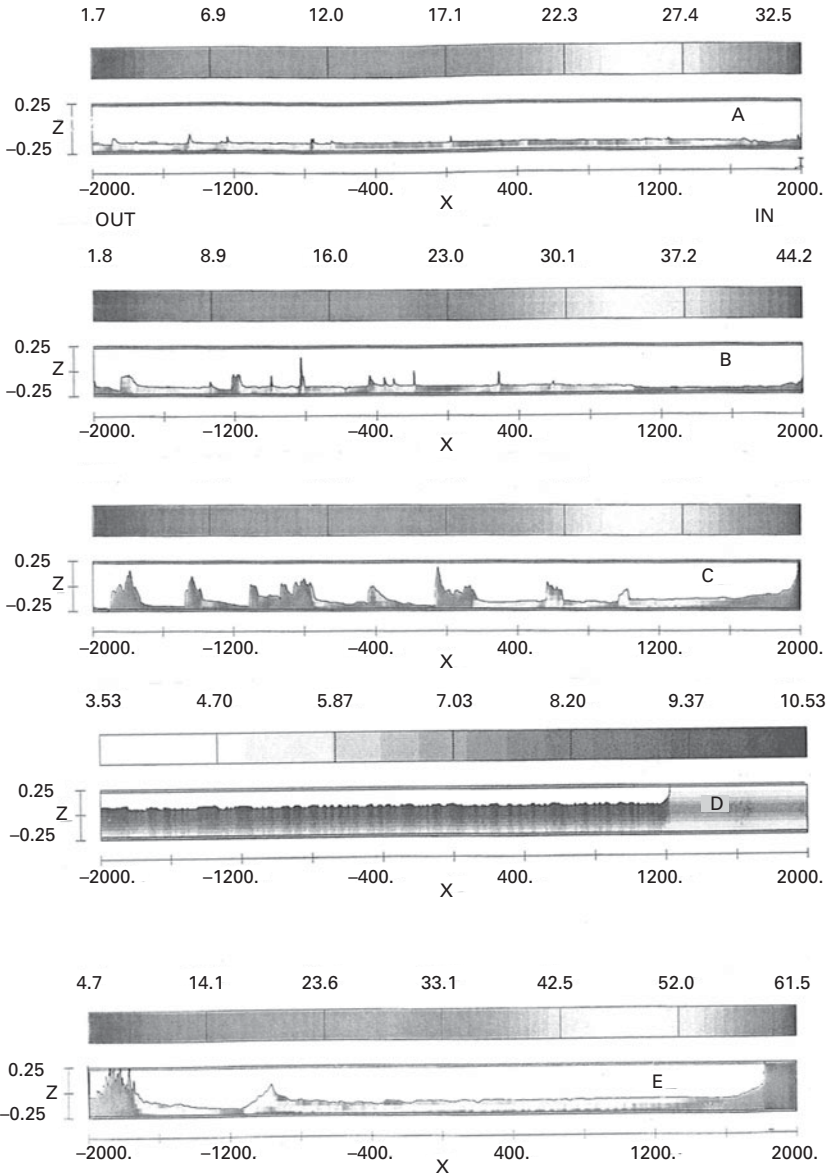 1.7 6.9 12.0 17.1 22.3 27.4 32.5
0.25
Z
A
–0.25
–2000. –1200. –400. 400. 1200. 2000.
X
OUT IN
1.8 8.9 16.0 23.0 30.1 37.2 44.2
0.25
Z
B
–0.25
–2000. –1200. –400. 400. 1200. 2000.
X
0.25
Z
C
–0.25
–2000. –1200. –400. 400. 1200. 2000.
X
3.53 4.70 5.87 7.03 8.20 9.37 10.53
0.25
Z
D
–0.25
–2000. –1200. –400. 400. 1200. 2000.
X
4.7 14.1 23.6 33.1 42.5 52.0 61.5
0.25
Z
E
–0.25
–2000. –1200. –400. 400. 1200. 2000.
X